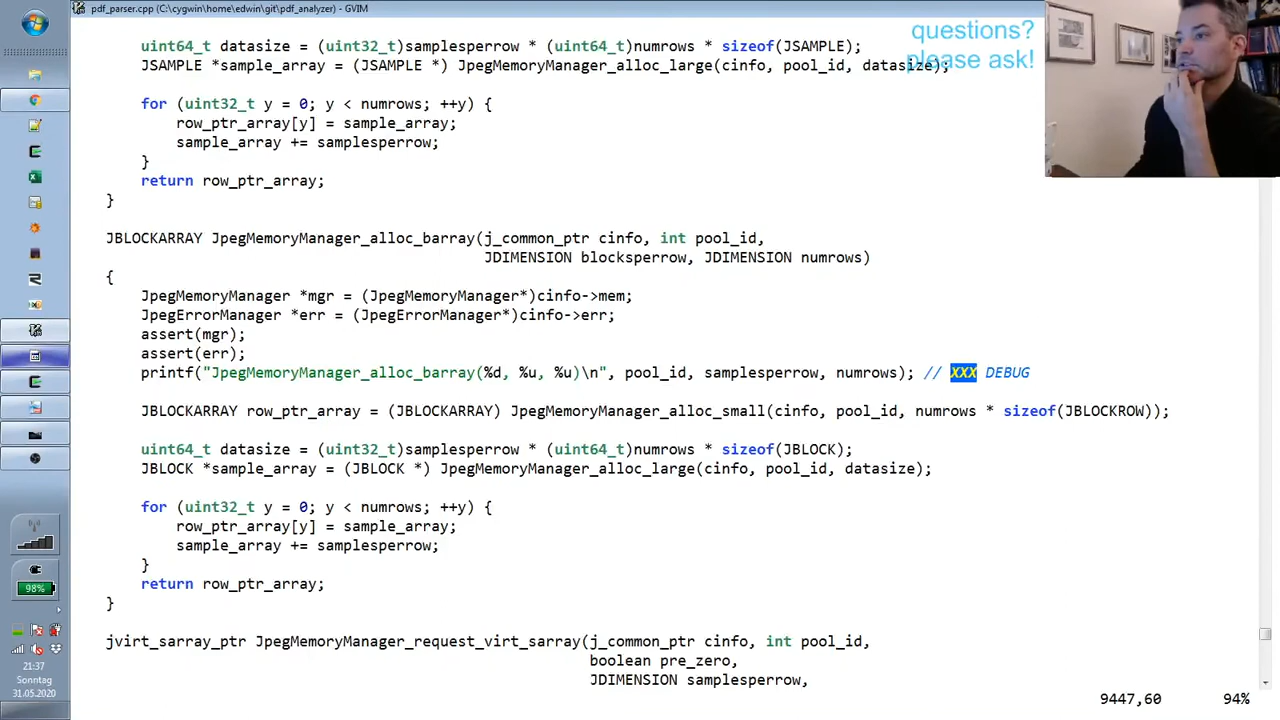 pdf_parser.cpp (C:\cygwin\home\edwin\git\pdf_analyzer) - GVIM
questions?
please ask!
uint64_t datasize = (uint32_t)samplesperrow * (uint64_t)numrows * sizeof(JSAMPLE);
JSAMPLE *sample_array = (JSAMPLE *) JpegMemoryManager_alloc_large(cinfo, pool_id, datasize);
for (uint32_t y = 0; y < numrows; ++y) {
row_ptr_array[y] = sample_array;
sample_array += samplesperrow;
}
return row_ptr_array;
}
JBLOCKARRAY JpegMemoryManager_alloc_barray(j_common_ptr cinfo, int pool_id,
JDIMENSION blocksperrow, JDIMENSION numrows)
{
JpegMemoryManager *mgr = (JpegMemoryManager*)cinfo->mem;
JpegErrorManager *err = (JpegErrorManager*)cinfo->err;
assert(mgr);
assert(err);
printf("JpegMemoryManager_alloc_barray(%d, %u, %u)\n", pool_id, samplesperrow, numrows); // XXX DEBUG
JBLOCKARRAY row_ptr_array = (JBLOCKARRAY) JpegMemoryManager_alloc_small(cinfo, pool_id, numrows * sizeof(JBLOCKROW));
uint64_t datasize = (uint32_t)samplesperrow * (uint64_t)numrows * sizeof(JBLOCK);
JBLOCK *sample_array = (JBLOCK *) JpegMemoryManager_alloc_large(cinfo, pool_id, datasize);
for (uint32_t y = 0; y < numrows; ++y) {
row_ptr_array[y] = sample_array;
sample_array += samplesperrow;
}
return row_ptr_array;
}
jvirt_sarray_ptr JpegMemoryManager_request_virt_sarray(j_common_ptr cinfo, int pool_id,
boolean pre_zero,
JDIMENSION samplesperrow,
9447,60 94%
98%
21:37
Sonntag
31.05.2020